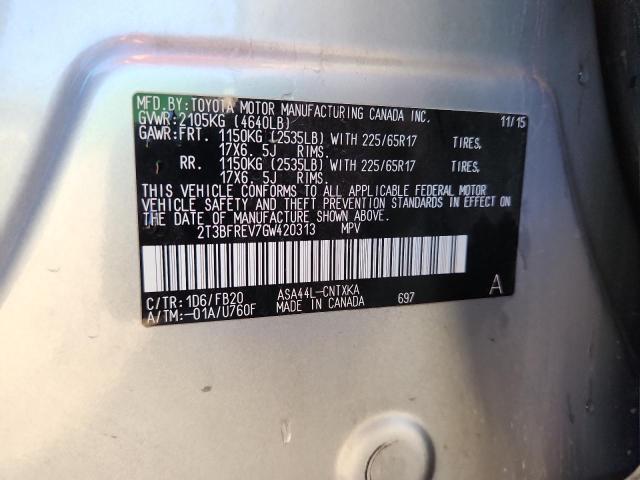 MFD.BY:TOYOTA MOTOR MANUFACTURING CANADA INC.
GVWR:2105KG (4640LB) 11/15
GAWR:FRT. 1150KG (2535LB) WITH 225/65R17 TIRES,
17X6.5J RIMS.
RR. 1150KG (2535LB) WITH 225/65R17 TIRES,
17X6.5J RIMS.
THIS VEHICLE CONFORMS TO ALL APPLICABLE FEDERAL MOTOR
VEHICLE SAFETY AND THEFT PREVENTION STANDARDS IN EFFECT ON
THE DATE OF MANUFACTURE SHOWN ABOVE.
2T3BFREV7GW420313 MPV
C/TR:1D6/FB20 ASA44L-CNTXKA
A/TM:-01A/U760F MADE IN CANADA 697 A